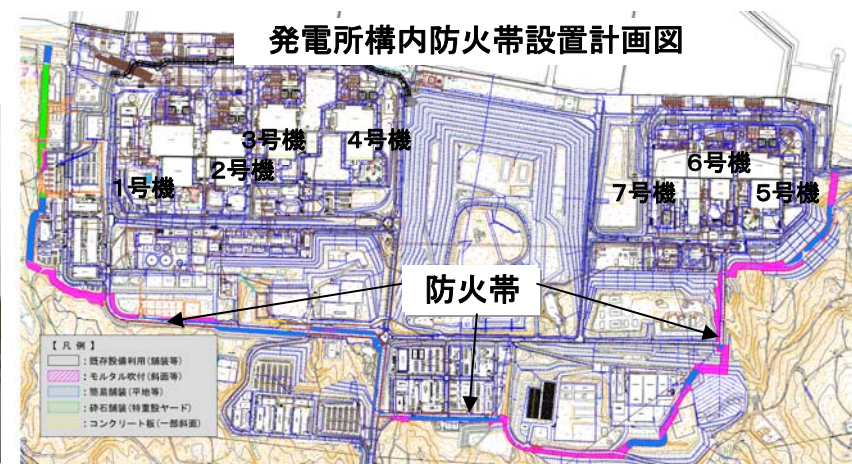 発電所構内防火帯設置計画図
3号機
4号機
2号機
1号機
6号機
7号機
5号機
防火帯
【凡例】
：既存設備利用（舗装等）
：モルタル吹付（斜面等）
：簡易舗装（平地等）
：砕石舗装（特重設ヤード）
：コンクリート板（一部斜面）